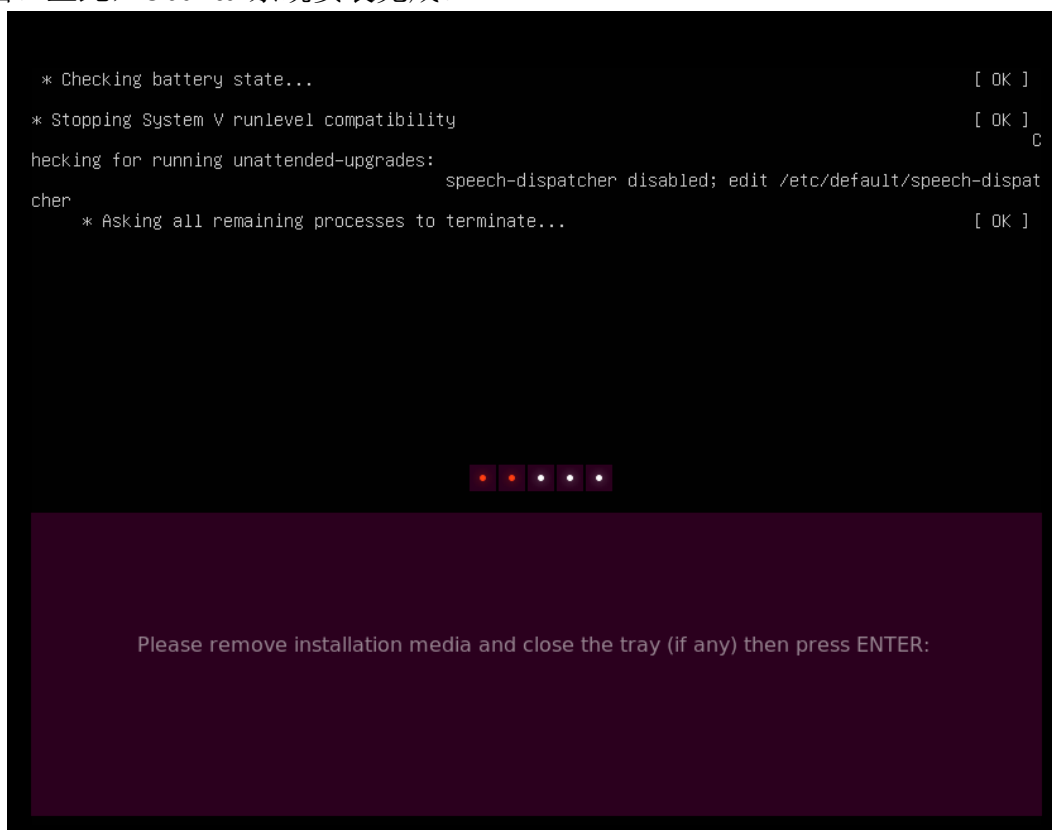 * Checking battery state... [ OK ]
* Stopping System V runlevel compatibility [ OK ]
C
hecking for running unattended-upgrades:
speech-dispatcher disabled; edit /etc/default/speech-dispat
cher
* Asking all remaining processes to terminate... [ OK ]
Please remove installation media and close the tray (if any) then press ENTER: